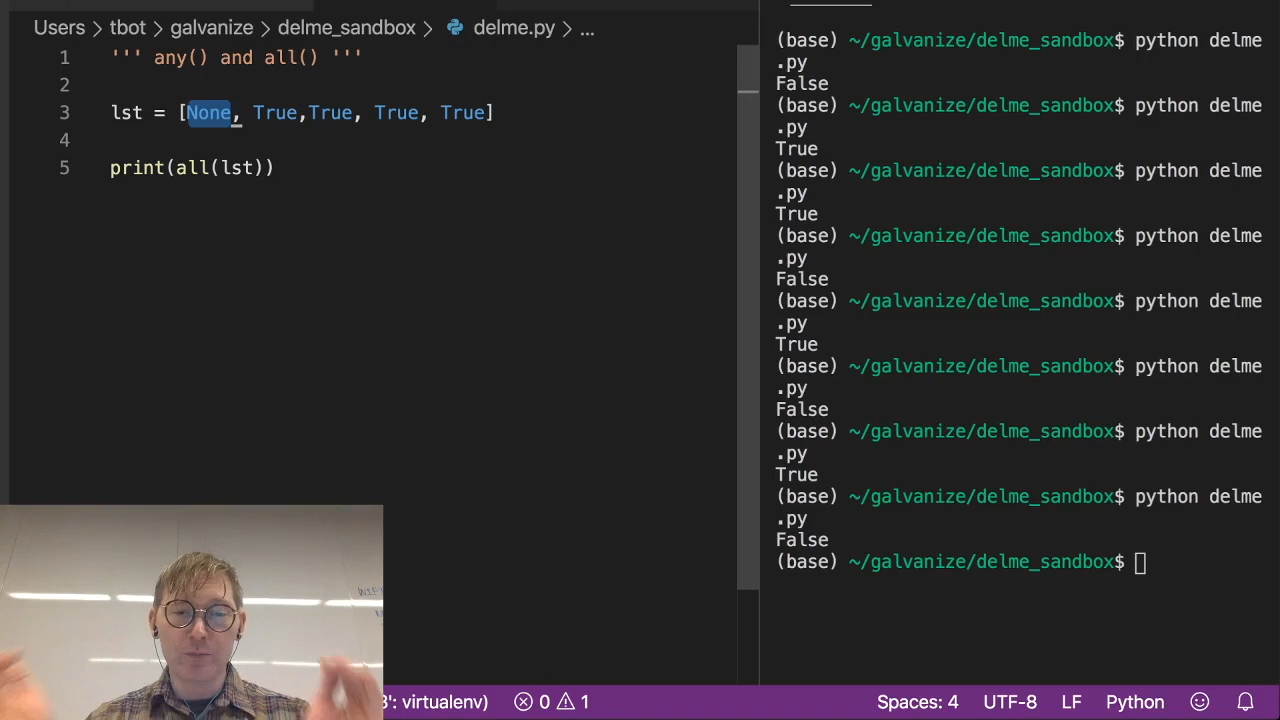 Users > tbot > galvanize > delme_sandbox > delme.py > ...
1 ''' any() and all() '''
2
3 lst = [None, True,True, True, True]
4
5 print(all(lst))
(base) ~/galvanize/delme_sandbox$ python delme
.py
False
(base) ~/galvanize/delme_sandbox$ python delme
.py
True
(base) ~/galvanize/delme_sandbox$ python delme
.py
True
(base) ~/galvanize/delme_sandbox$ python delme
.py
False
(base) ~/galvanize/delme_sandbox$ python delme
.py
True
(base) ~/galvanize/delme_sandbox$ python delme
.py
False
(base) ~/galvanize/delme_sandbox$ python delme
.py
True
(base) ~/galvanize/delme_sandbox$ python delme
.py
False
(base) ~/galvanize/delme_sandbox$
3': virtualenv) 0 1 Spaces: 4 UTF-8 LF Python